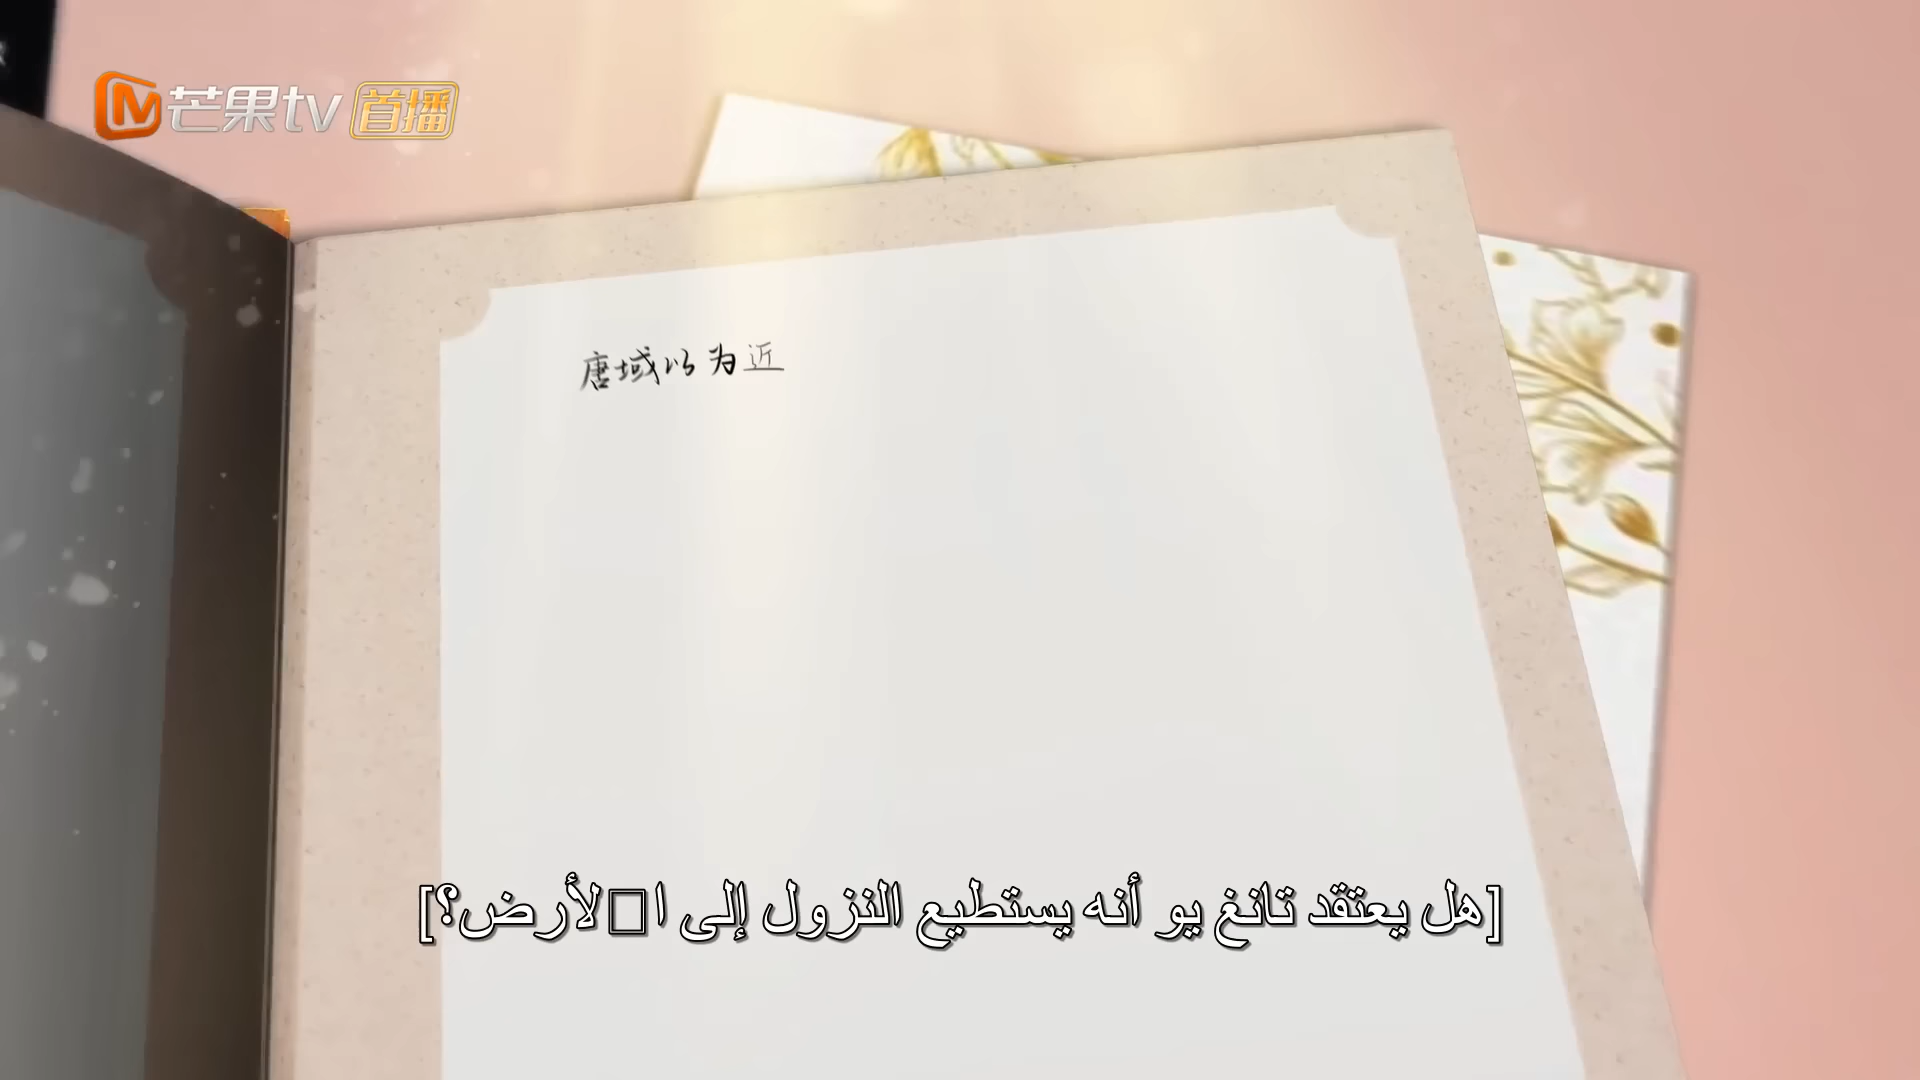 芒果tv 首播
唐域以为近
[هل يعتقد تانغ يو أنه يستطيع النزول إلى الأرض؟]